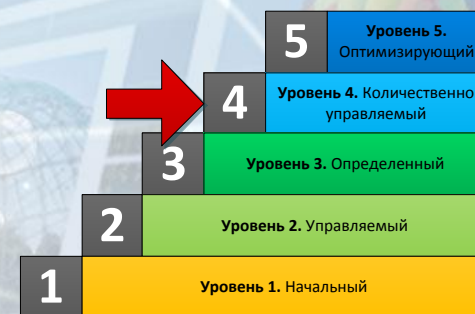 5
Уровень 5.
Оптимизирующий
4
Уровень 4. Количественно
управляемый
3
Уровень 3. Определенный
2
Уровень 2. Управляемый
1
Уровень 1. Начальный